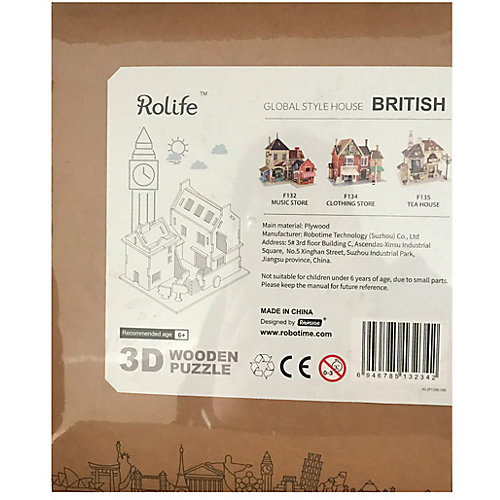 Rolife™
GLOBAL STYLE HOUSE BRITISH
F132
MUSIC STORE
F134
CLOTHING STORE
F135
TEA HOUSE
Main material: Plywood
Manufacturer: Robotime Technology (Suzhou) Co., Ltd
Address: 5# 3rd floor Building C, Ascendas-Xinsu Industrial
Square, No.5 Xinghan Street, Suzhou Industrial Park,
Jiangsu province, China.
Not suitable for children under 6 years of age, due to small parts.
Please keep the manual for future reference.
MADE IN CHINA
Designed by Robotime
www.robotime.com
Recommended age 6+
3D WOODEN
PUZZLE
CE
0-3
6 946785 132342